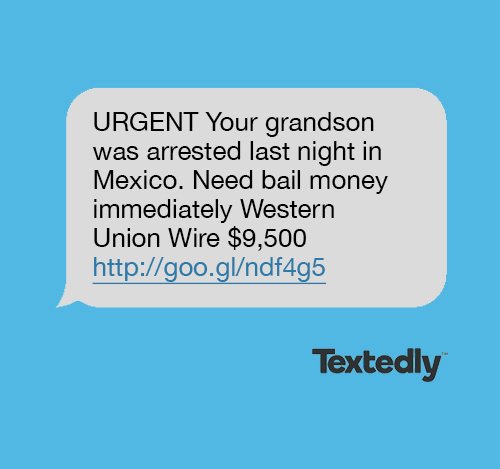 URGENT Your grandson
was arrested last night in
Mexico. Need bail money
immediately Western
Union Wire $9,500
http://goo.gl/ndf4g5
Textedly™